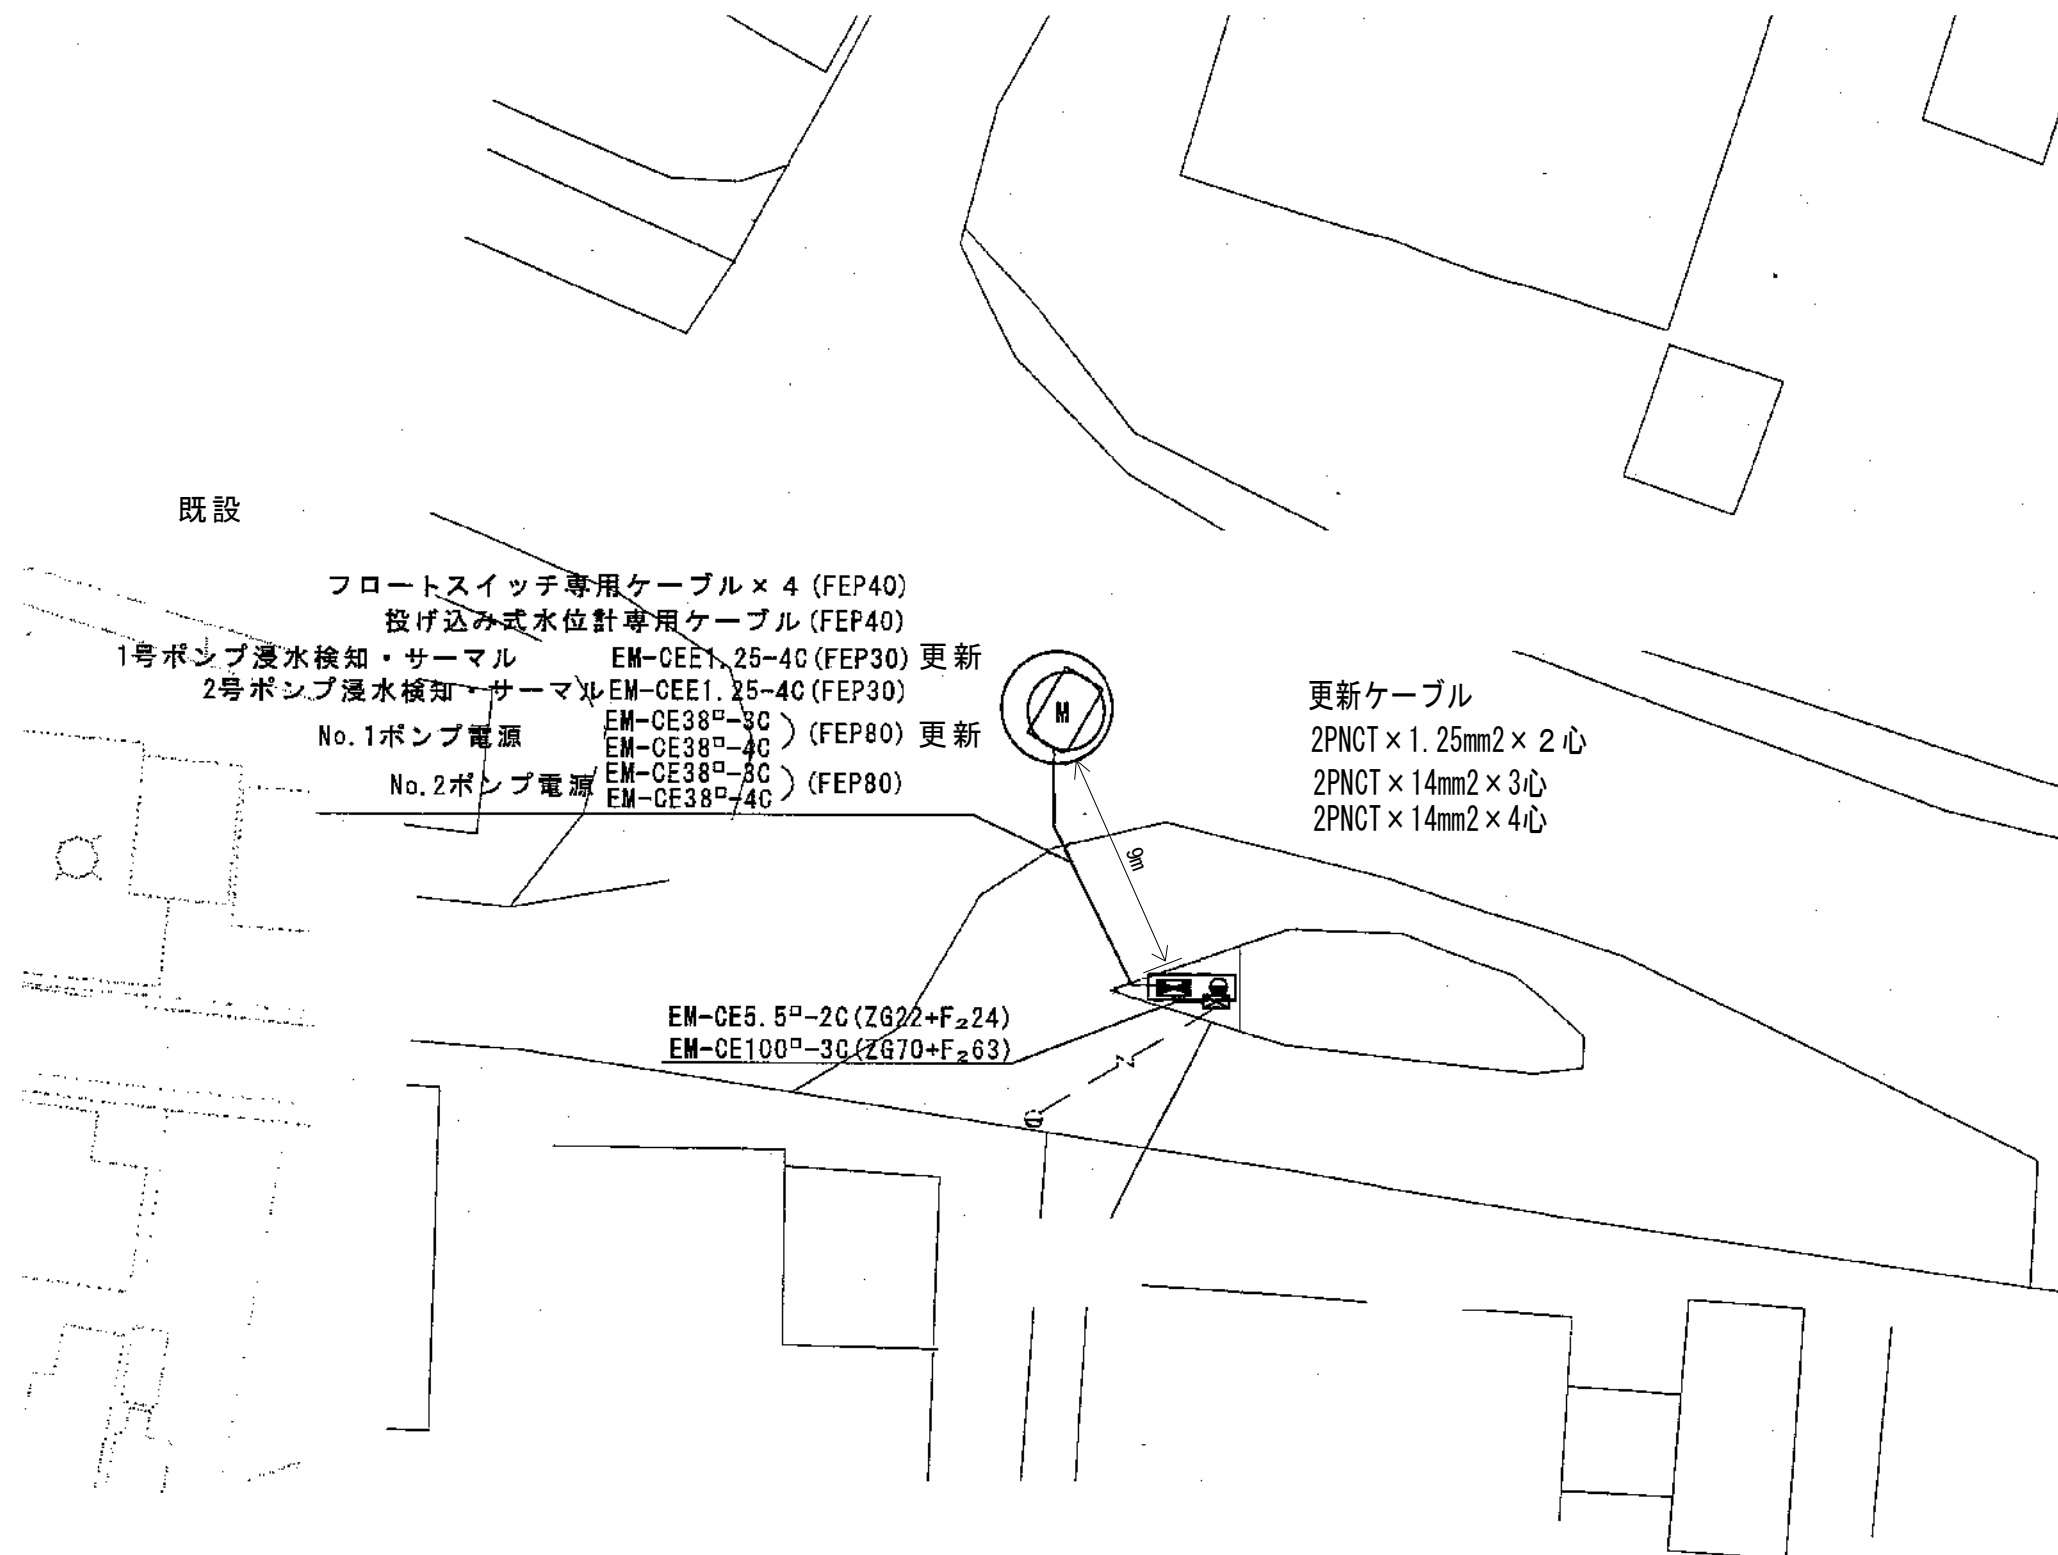 既設
フロートスイッチ専用ケーブル×4(FEP40)
投げ込み式水位計専用ケーブル(FEP40)
1号ポンプ浸水検知・サーマル EM-CEE1.25-4C(FEP30) 更新
2号ポンプ浸水検知・サーマル EM-CEE1.25-4C(FEP30)
No.1ポンプ電源 EM-CE38□-3C
EM-CE38□-4C ) (FEP80) 更新
No.2ポンプ電源 EM-CE38□-3C
EM-CE38□-4C ) (FEP80)
M
更新ケーブル
2PNCT×1.25mm2×2心
2PNCT×14mm2×3心
2PNCT×14mm2×4心
9m
EM-CE5.5□-2C(ZG22+F₂24)
EM-CE100□-3C(ZG70+F₂63)